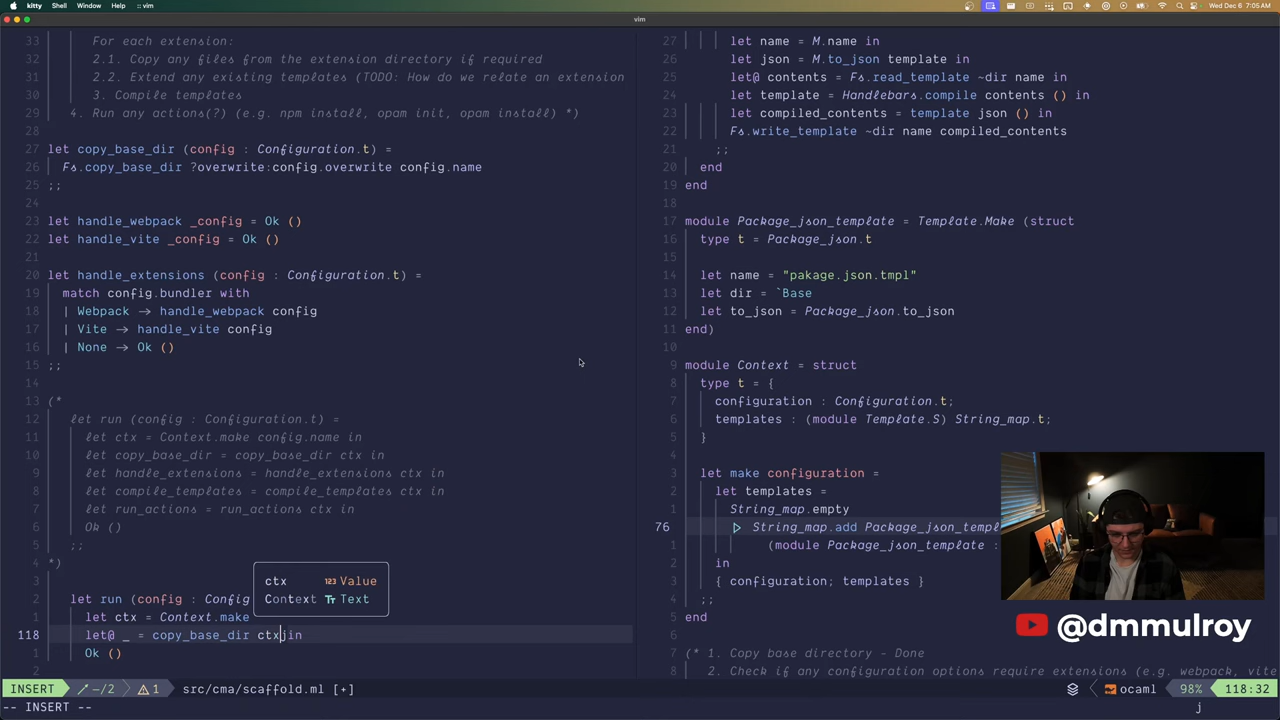 kitty Shell Window Help :: vim
Wed Dec 6 7:05 AM
vim
33 For each extension:
32 2.1. Copy any files from the extension directory if required
31 2.2. Extend any existing templates (TODO: How do we relate an extension
30 3. Compile templates
29 4. Run any actions(?) (e.g. npm install, opam init, opam install) *)
28
27 let copy_base_dir (config : Configuration.t) =
26 Fs.copy_base_dir ?overwrite:config.overwrite config.name
25 ;;
24
23 let handle_webpack _config = Ok ()
22 let handle_vite _config = Ok ()
21
20 let handle_extensions (config : Configuration.t) =
19 match config.bundler with
18 | Webpack -> handle_webpack config
17 | Vite -> handle_vite config
16 | None -> Ok ()
15 ;;
14
13 (*
12 let run (config : Configuration.t) =
11 let ctx = Context.make config.name in
10 let copy_base_dir = copy_base_dir ctx in
9 let handle_extensions = handle_extensions ctx in
8 let compile_templates = compile_templates ctx in
7 let run_actions = run_actions ctx in
6 Ok ()
5 ;;
4 *)
3
2 let run (config : Config
1 let ctx = Context.make
118 let@ _ = copy_base_dir ctxjin
1 Ok ()
2
ctx 123 Value
Context Text
27 let name = M.name in
26 let json = M.to_json template in
25 let@ contents = Fs.read_template ~dir name in
24 let template = Handlebars.compile contents () in
23 let compiled_contents = template json () in
22 Fs.write_template ~dir name compiled_contents
21 ;;
20 end
19 end
18
17 module Package_json_template = Template.Make (struct
16 type t = Package_json.t
15
14 let name = "pakage.json.tmpl"
13 let dir = `Base
12 let to_json = Package_json.to_json
11 end)
10
9 module Context = struct
8 type t = {
7 configuration : Configuration.t;
6 templates : (module Template.S) String_map.t;
5 }
4
3 let make configuration =
2 let templates =
1 String_map.empty
76 |> String_map.add Package_json_templ
1 (module Package_json_template :
2 in
3 { configuration; templates }
4 ;;
5 end
6
7 (* 1. Copy base directory - Done
8 2. Check if any configuration options require extensions (e.g. webpack, vite
@dmmulroy
INSERT –/2 1 src/cma/scaffold.ml [+] ocaml 98% 118:32
-- INSERT -- j